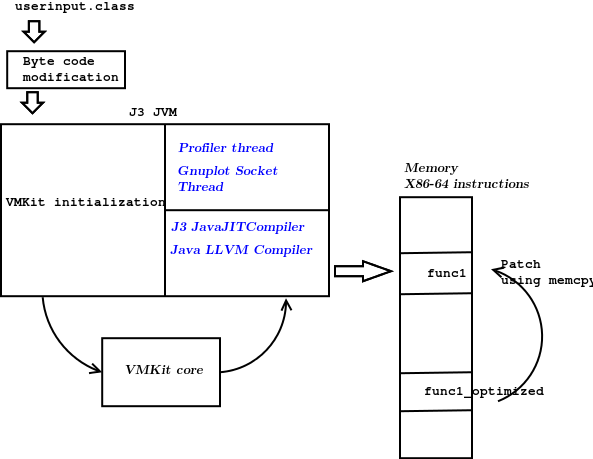 userinput.class
Byte code
modification
J3 JVM
Profiler thread
Gnuplot Socket
Thread
VMKit initialization
J3 JavaJITCompiler
Java LLVM Compiler
VMKit core
Memory
X86-64 instructions
func1
Patch
using memcpy
func1_optimized